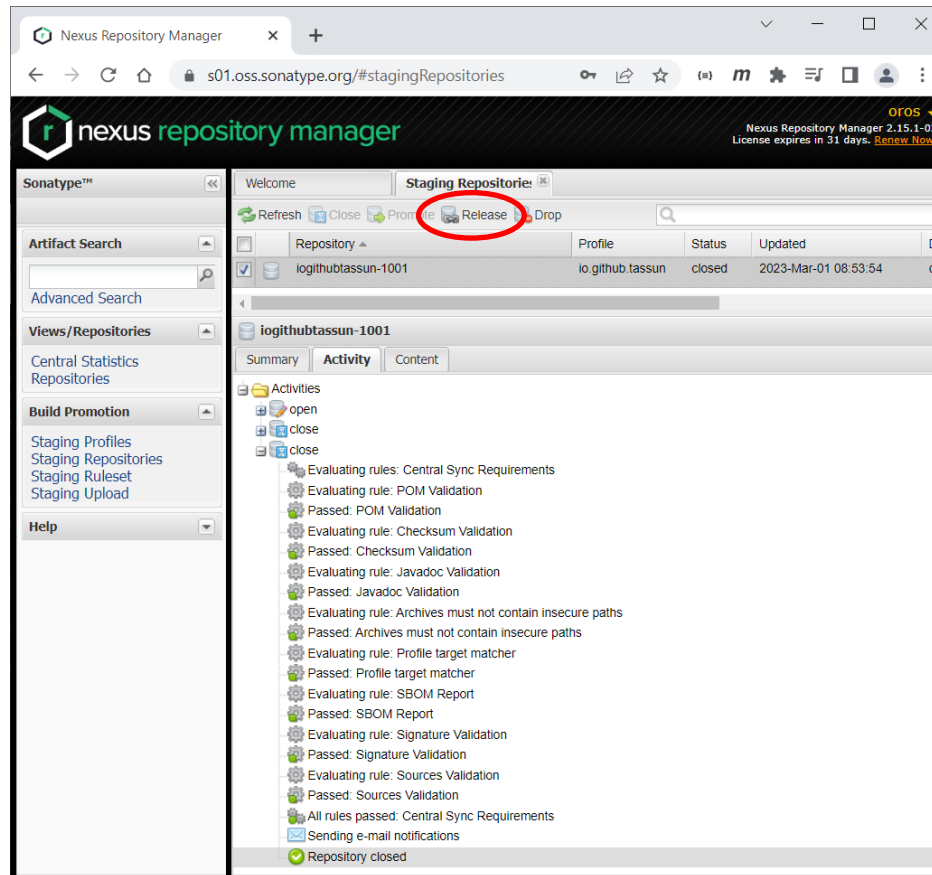 Nexus Repository Manager
s01.oss.sonatype.org/#stagingRepositories
nexus repository manager
oros
Nexus Repository Manager 2.15.1-0
License expires in 31 days. Renew Now
Sonatype™
Welcome
Staging Repositories
Refresh Close Promote Release Drop
Artifact Search
Repository Profile Status Updated
iogithubtassun-1001 io.github.tassun closed 2023-Mar-01 08:53:54
Advanced Search
Views/Repositories
iogithubtassun-1001
Central Statistics
Repositories
Summary Activity Content
Build Promotion
Staging Profiles
Staging Repositories
Staging Ruleset
Staging Upload
Help
Activities
open
close
close
Evaluating rules: Central Sync Requirements
Evaluating rule: POM Validation
Passed: POM Validation
Evaluating rule: Checksum Validation
Passed: Checksum Validation
Evaluating rule: Javadoc Validation
Passed: Javadoc Validation
Evaluating rule: Archives must not contain insecure paths
Passed: Archives must not contain insecure paths
Evaluating rule: Profile target matcher
Passed: Profile target matcher
Evaluating rule: SBOM Report
Passed: SBOM Report
Evaluating rule: Signature Validation
Passed: Signature Validation
Evaluating rule: Sources Validation
Passed: Sources Validation
All rules passed: Central Sync Requirements
Sending e-mail notifications
Repository closed